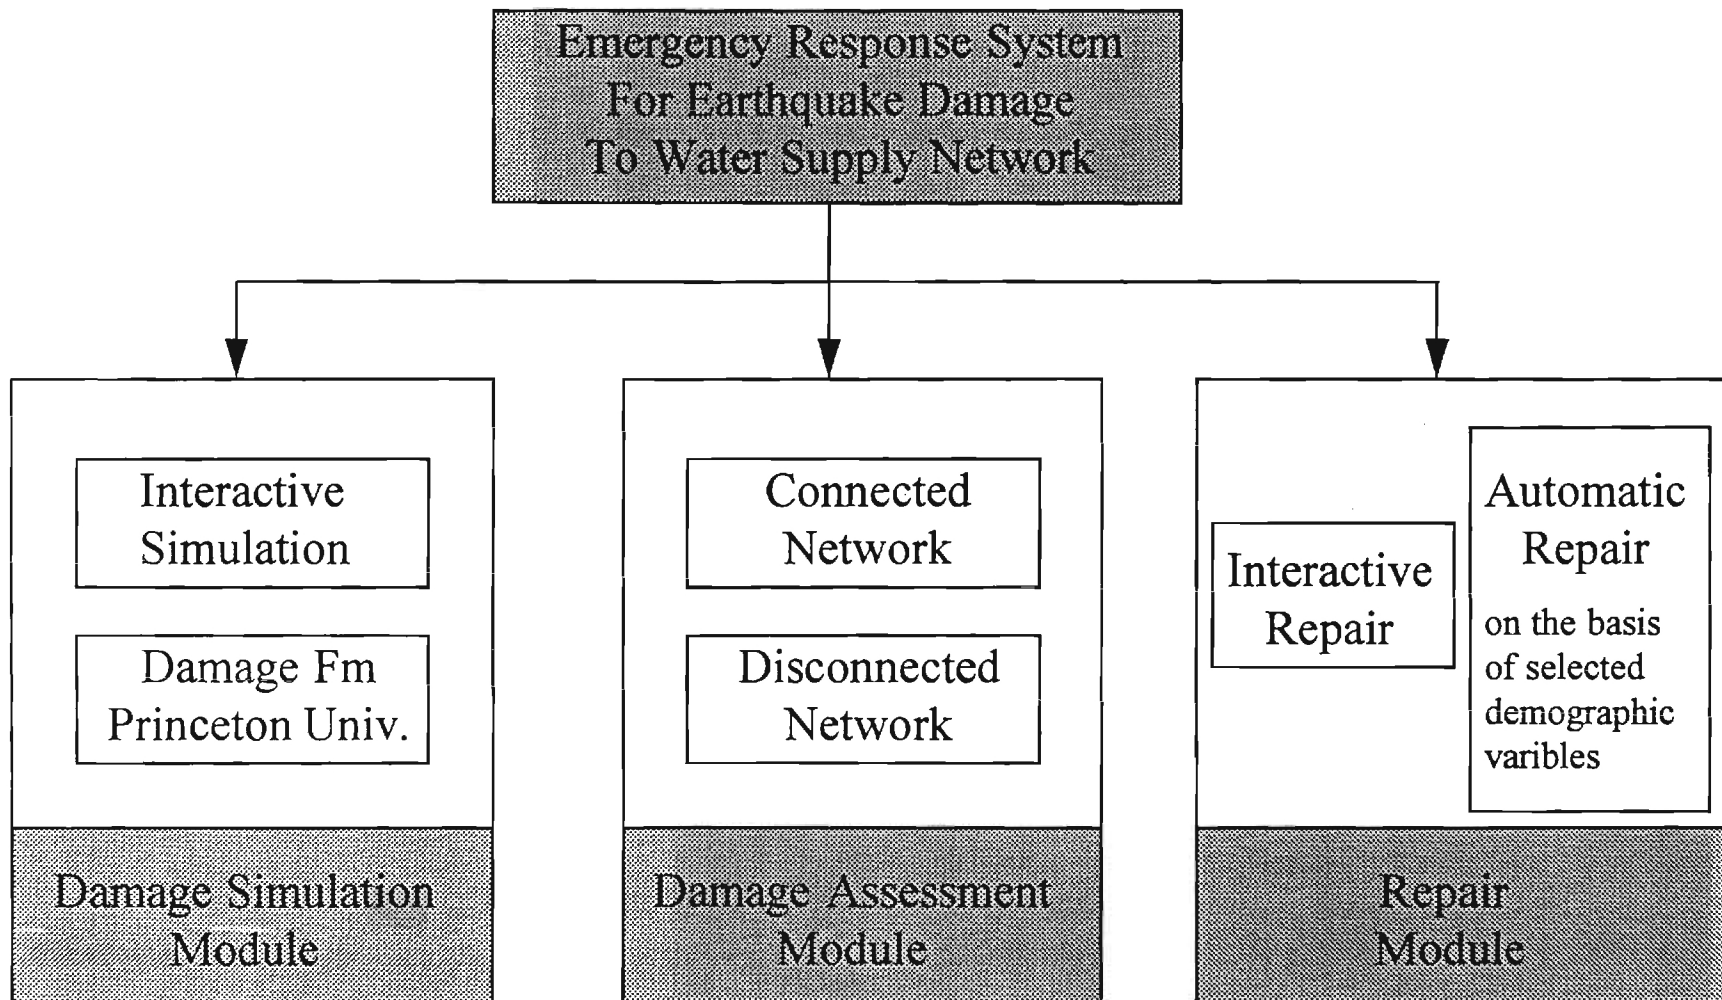 Emergency Response System
For Earthquake Damage
To Water Supply Network
Interactive
Simulation
Damage Fm
Princeton Univ.
Damage Simulation
Module
Connected
Network
Disconnected
Network
Damage Assessment
Module
Interactive
Repair
Automatic
Repair
on the basis
of selected
demographic
varibles
Repair
Module